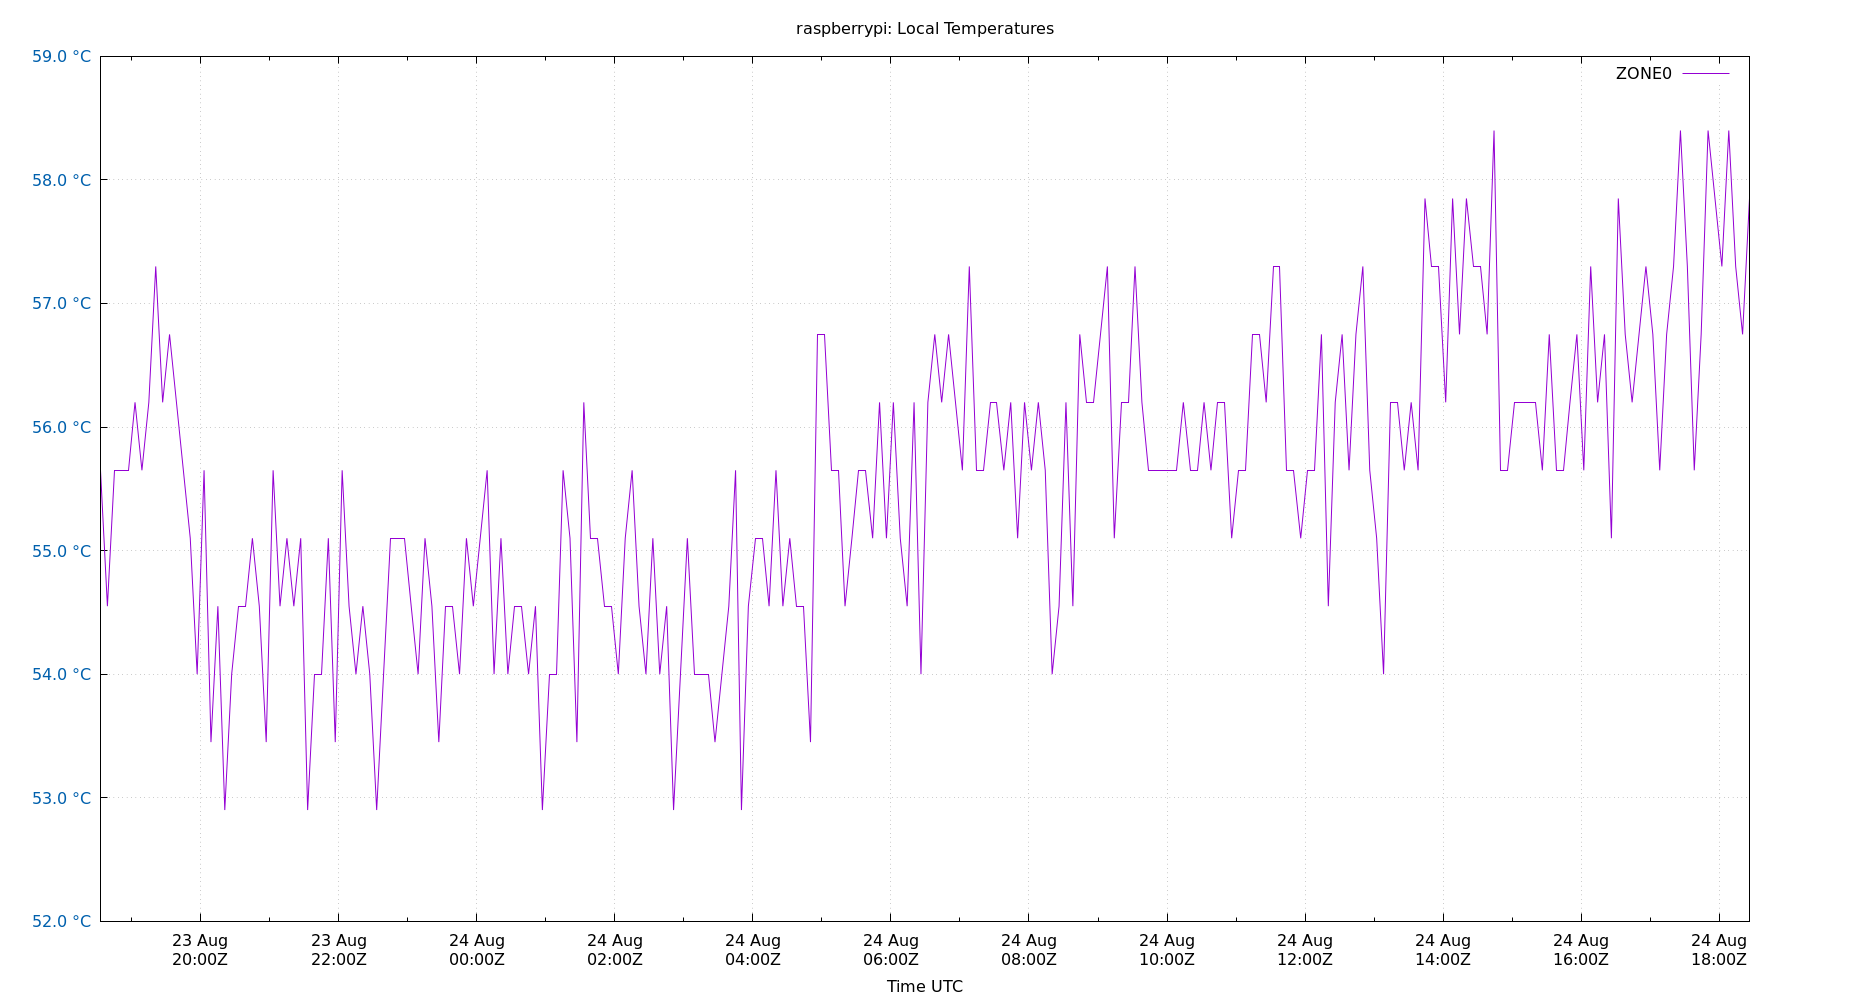 raspberrypi: Local Temperatures
59.0 °C
ZONE0
58.0 °C
57.0 °C
56.0 °C
55.0 °C
54.0 °C
53.0 °C
52.0 °C
23 Aug 23 Aug 24 Aug 24 Aug 24 Aug 24 Aug 24 Aug 24 Aug 24 Aug 24 Aug 24 Aug 24 Aug
20:00Z 22:00Z 00:00Z 02:00Z 04:00Z 06:00Z 08:00Z 10:00Z 12:00Z 14:00Z 16:00Z 18:00Z
Time UTC